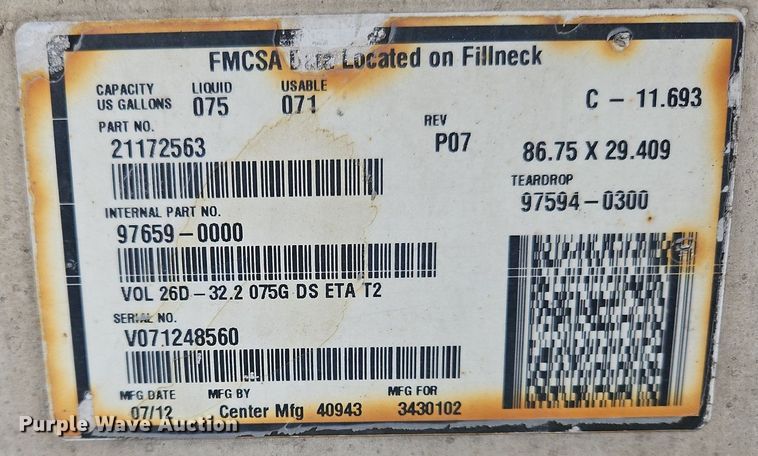 FMCSA Data Located on Fillneck
CAPACITY LIQUID USABLE
US GALLONS 075 071 C - 11.693
PART NO. REV
21172563 P07 86.75 X 29.409
TEARDROP
97594-0300
INTERNAL PART NO.
97659-0000
VOL 26D-32.2 075G DS ETA T2
SERIAL NO.
V071248560
MFG DATE MFG BY MFG FOR
07/12 Center Mfg 40943 3430102
Purple Wave Auction